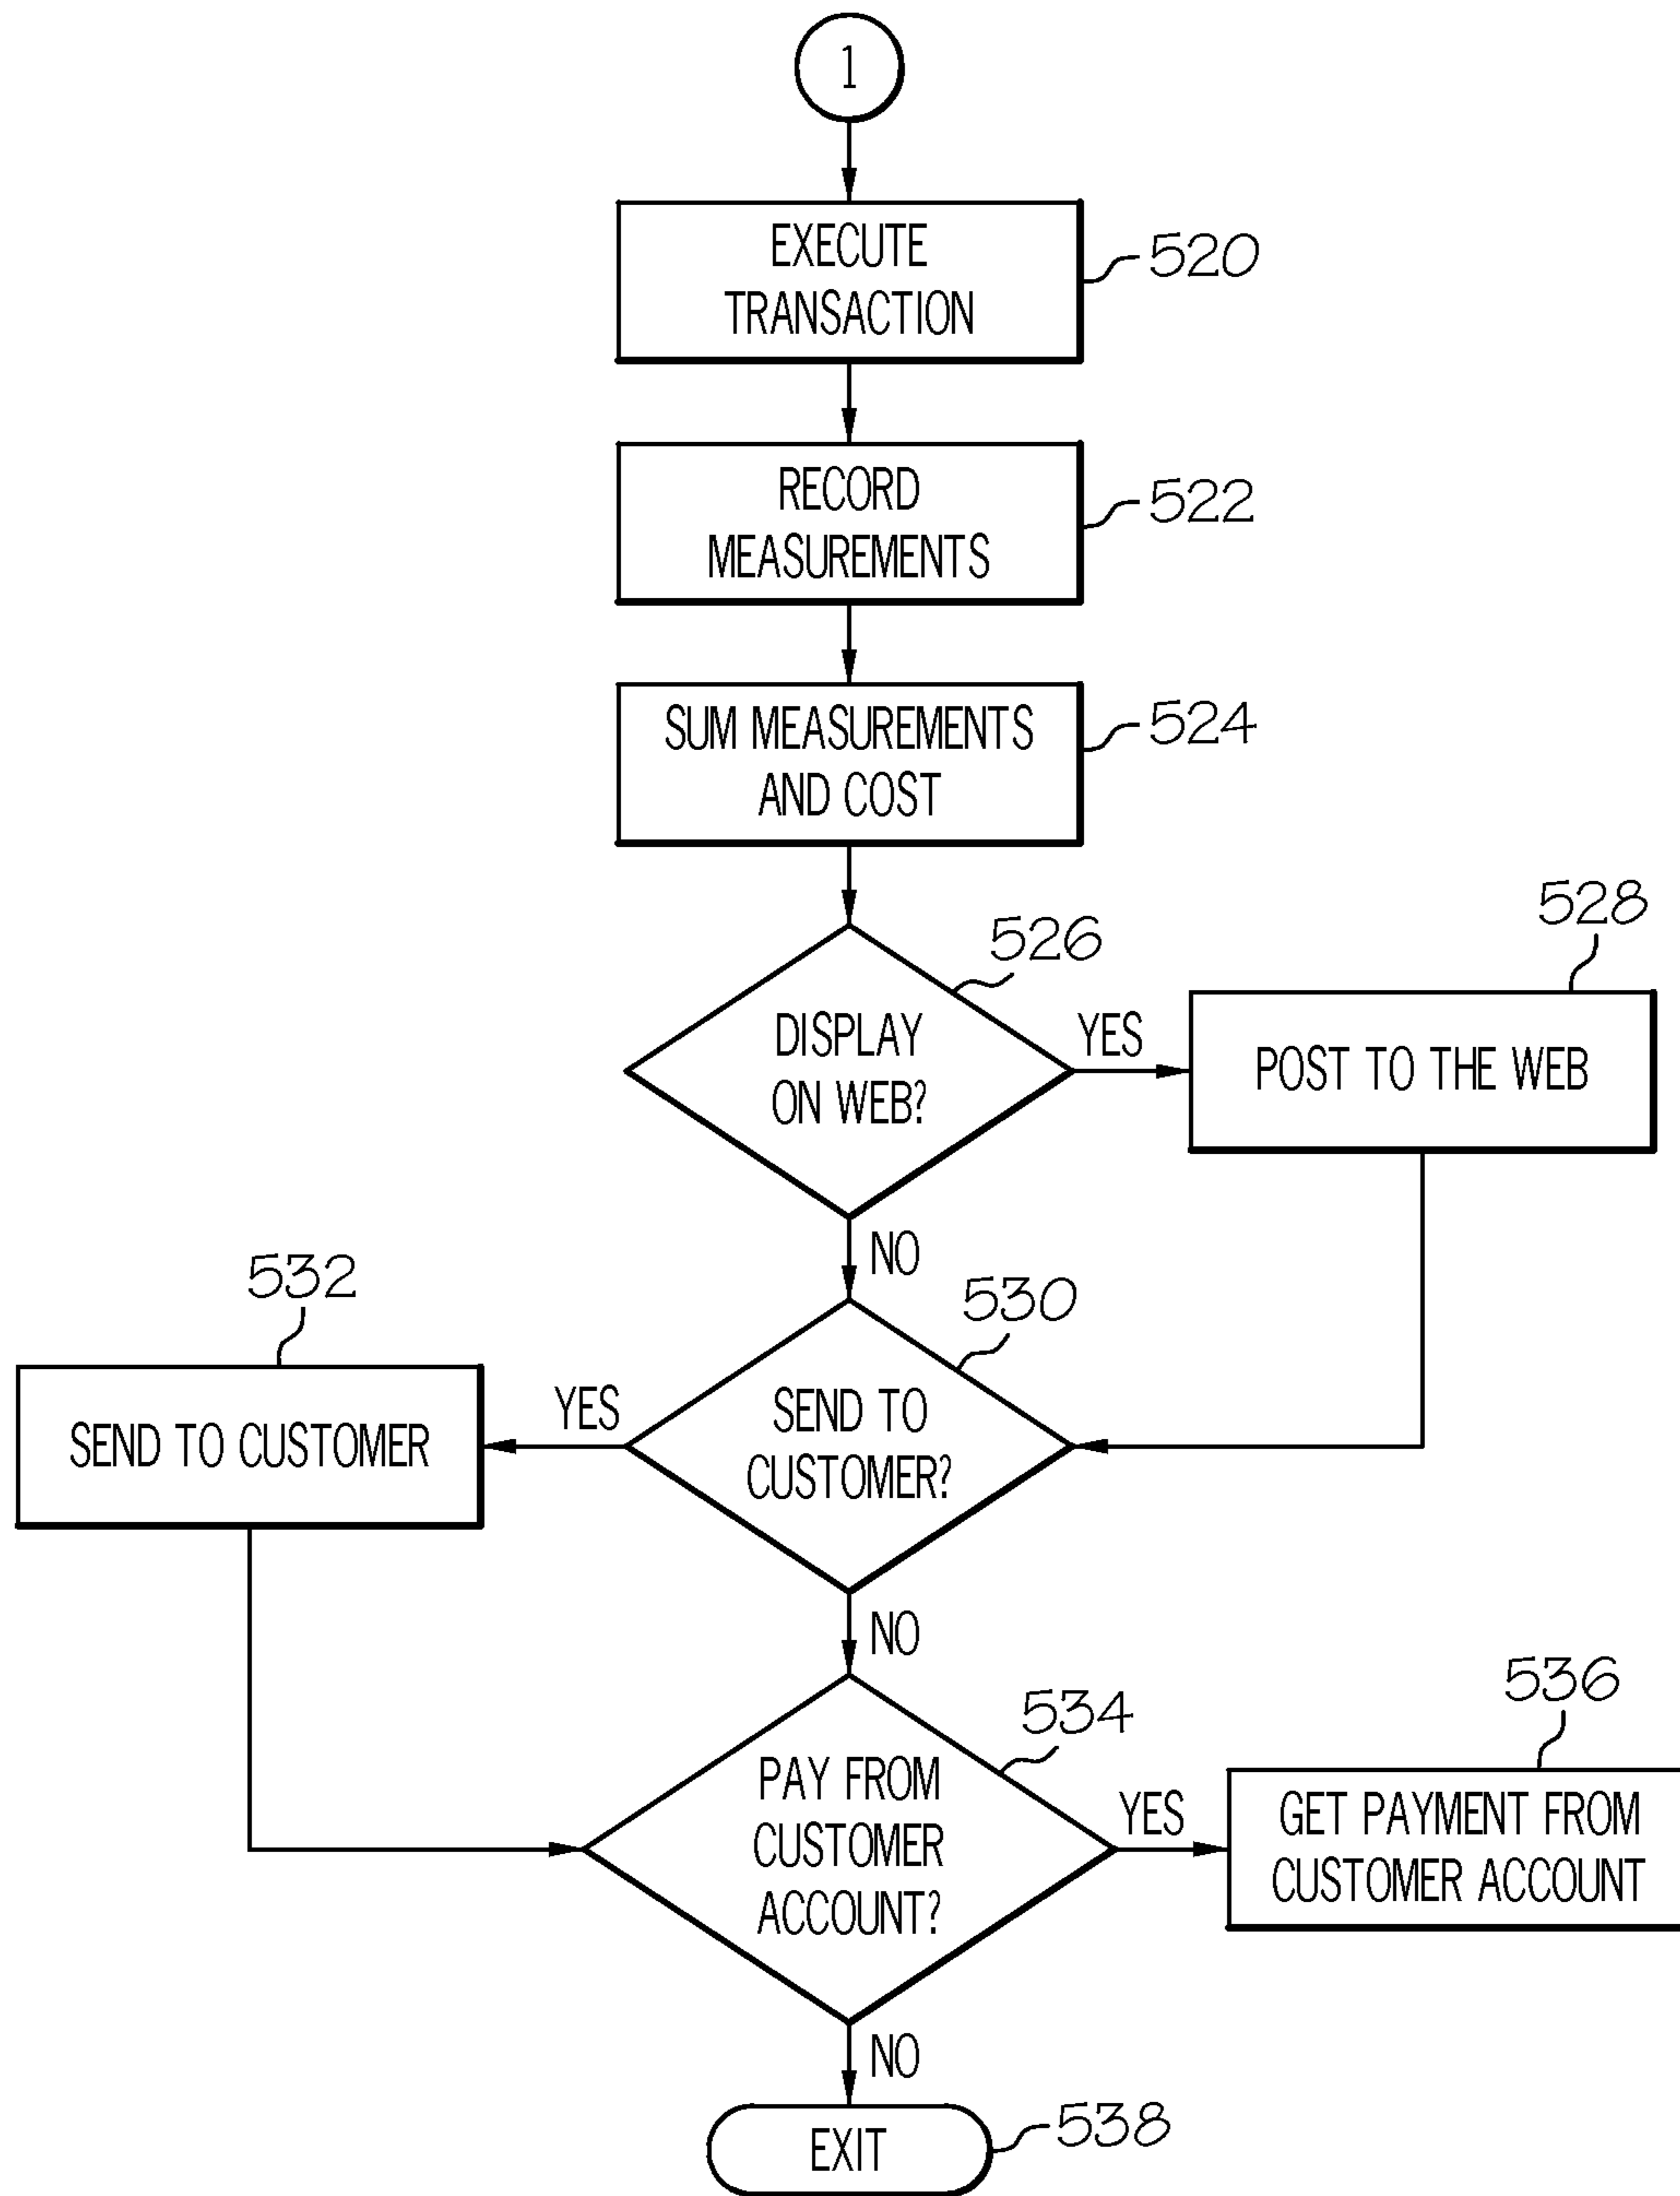 1
EXECUTE
TRANSACTION
520
RECORD
MEASUREMENTS
522
SUM MEASUREMENTS
AND COST
524
526
DISPLAY
ON WEB?
YES
528
POST TO THE WEB
NO
530
SEND TO
CUSTOMER?
YES
532
SEND TO CUSTOMER
NO
534
PAY FROM
CUSTOMER
ACCOUNT?
YES
536
GET PAYMENT FROM
CUSTOMER ACCOUNT
NO
EXIT
538